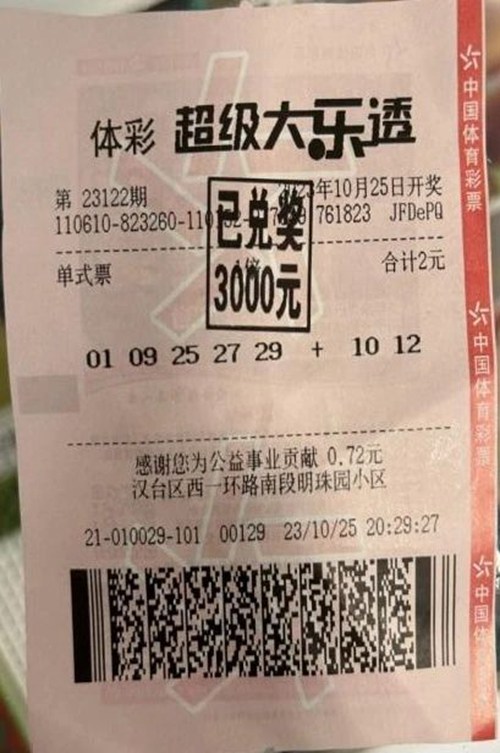 体彩 超级大乐透
第 23122期 年10月25日开奖
761823 JFDePQ
110610-823260-110
已兑奖
3000元
单式票 合计2元
01 09 25 27 29 + 10 12
感谢您为公益事业贡献 0.72元
汉台区西一环路南段明珠园小区
21-010029-101 00129 23/10/25 20:29:27
中国体育彩票
中国体育彩票
中国体